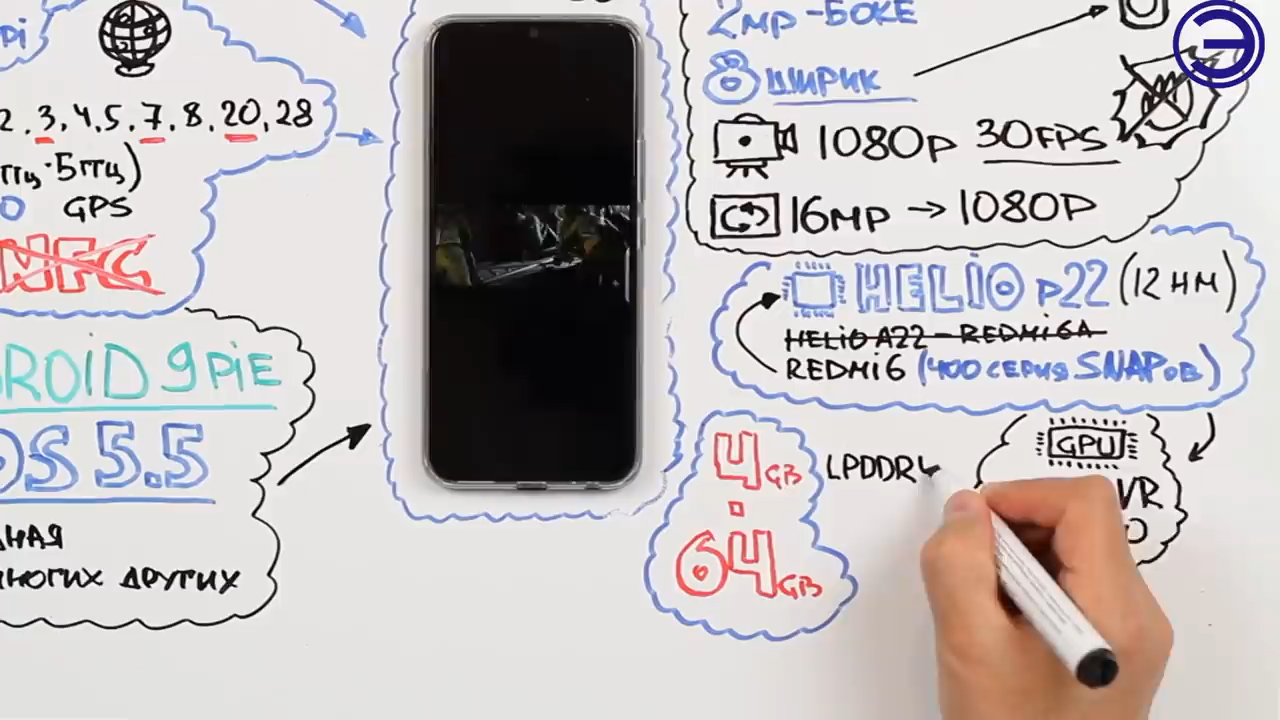 2, 3, 4, 5, 7, 8, 20, 28
ГГЦ · 5ГГЦ)
GPS
NFC
ROID 9 PIE
OS 5.5
МНОГИХ ДРУГИХ
2МР - БОКЕ
8 ШИРИК
1080P 30FPS
16МР → 1080P
HELIO P22 (12 НМ)
HELIO A22 - REDMI 6A
REDMI 6 (400 СЕРИЯ SNAPОВ)
4 GB
64 GB
LPDDR4
GPU
VR
Э